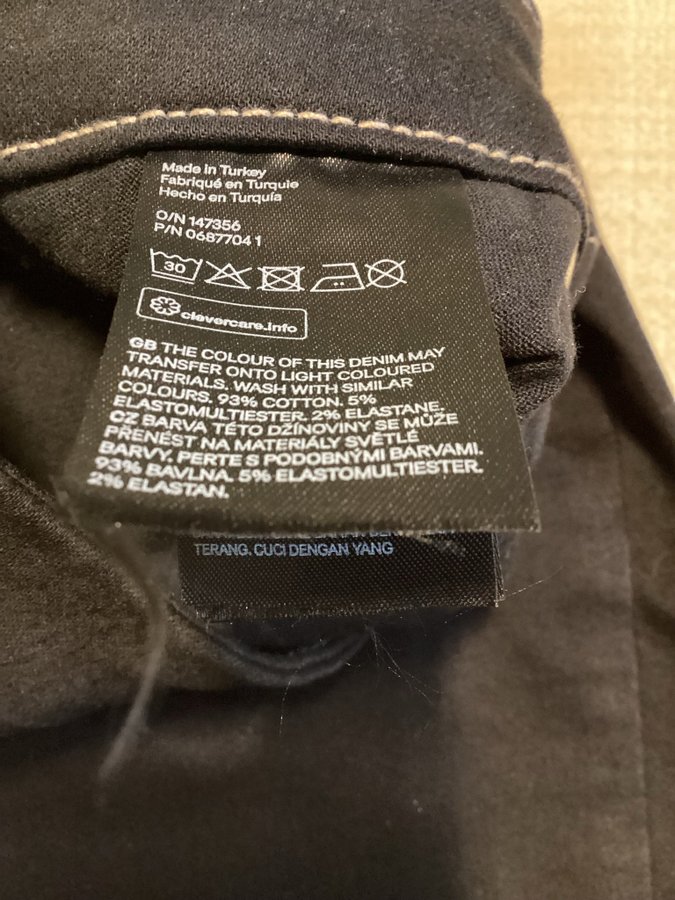 Made in Turkey
Fabriqué en Turquie
Hecho en Turquía
O/N 147356
P/N 0687704 1
30
clevercare.info
GB THE COLOUR OF THIS DENIM MAY
TRANSFER ONTO LIGHT COLOURED
MATERIALS. WASH WITH SIMILAR
COLOURS. 93% COTTON. 5%
ELASTOMULTIESTER. 2% ELASTANE.
CZ BARVA TÉTO DŽÍNOVINY SE MŮŽE
PŘENÉST NA MATERIÁLY SVĚTLÉ
BARVY. PERTE S PODOBNÝMI BARVAMI.
93% BAVLNA. 5% ELASTOMULTIESTER.
2% ELASTAN.
TERANG. CUCI DENGAN YANG